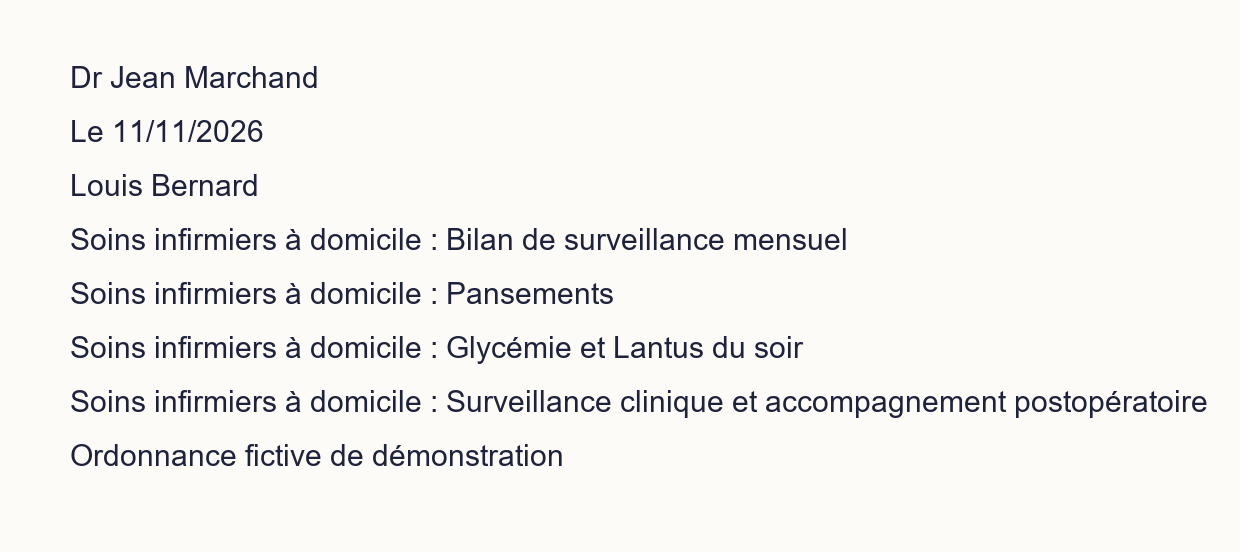 Dr Jean Marchand
Le 11/11/2026
Louis Bernard
Soins infirmiers à domicile : Bilan de surveillance mensuel
Soins infirmiers à domicile : Pansements
Soins infirmiers à domicile : Glycémie et Lantus du soir
Soins infirmiers à domicile : Surveillance clinique et accompagnement postopératoire
Ordonnance fictive de démonstration